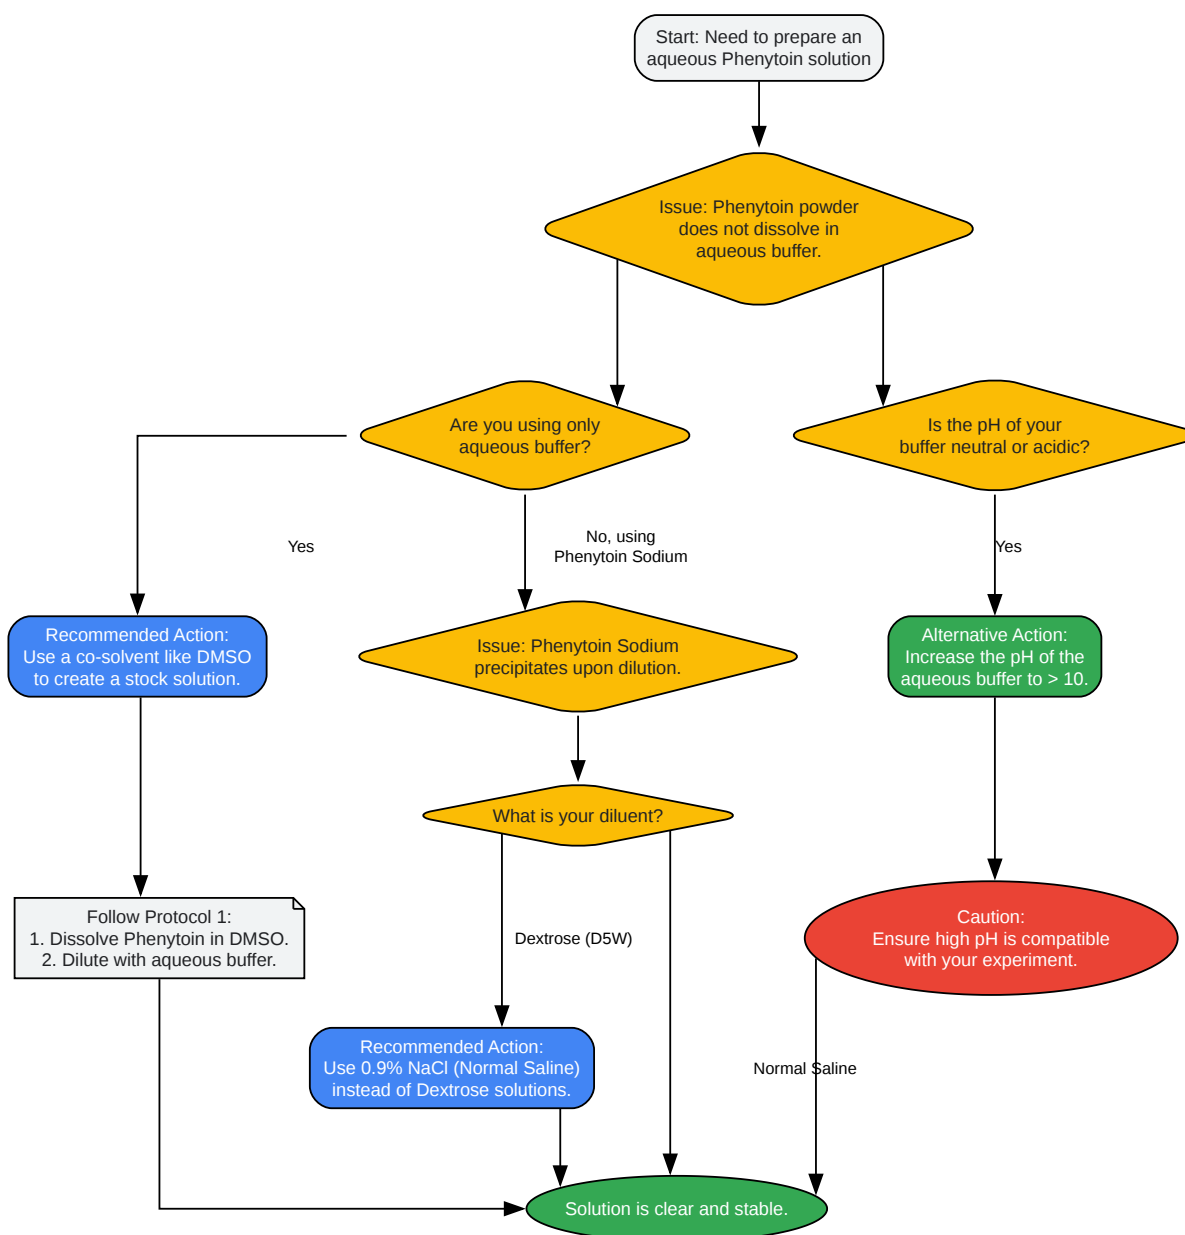 Start: Need to prepare an
aqueous Phenytoin solution
Issue: Phenytoin powder
does not dissolve in
aqueous buffer.
Are you using only
aqueous buffer?
Is the pH of your
buffer neutral or acidic?
Yes
No, using
Phenytoin Sodium
Yes
Recommended Action:
Use a co-solvent like DMSO
to create a stock solution.
Issue: Phenytoin Sodium
precipitates upon dilution.
Alternative Action:
Increase the pH of the
aqueous buffer to > 10.
What is your diluent?
Follow Protocol 1:
1. Dissolve Phenytoin in DMSO.
2. Dilute with aqueous buffer.
Dextrose (D5W)
Caution:
Ensure high pH is compatible
with your experiment.
Recommended Action:
Use 0.9% NaCl (Normal Saline)
instead of Dextrose solutions.
Normal Saline
Solution is clear and stable.